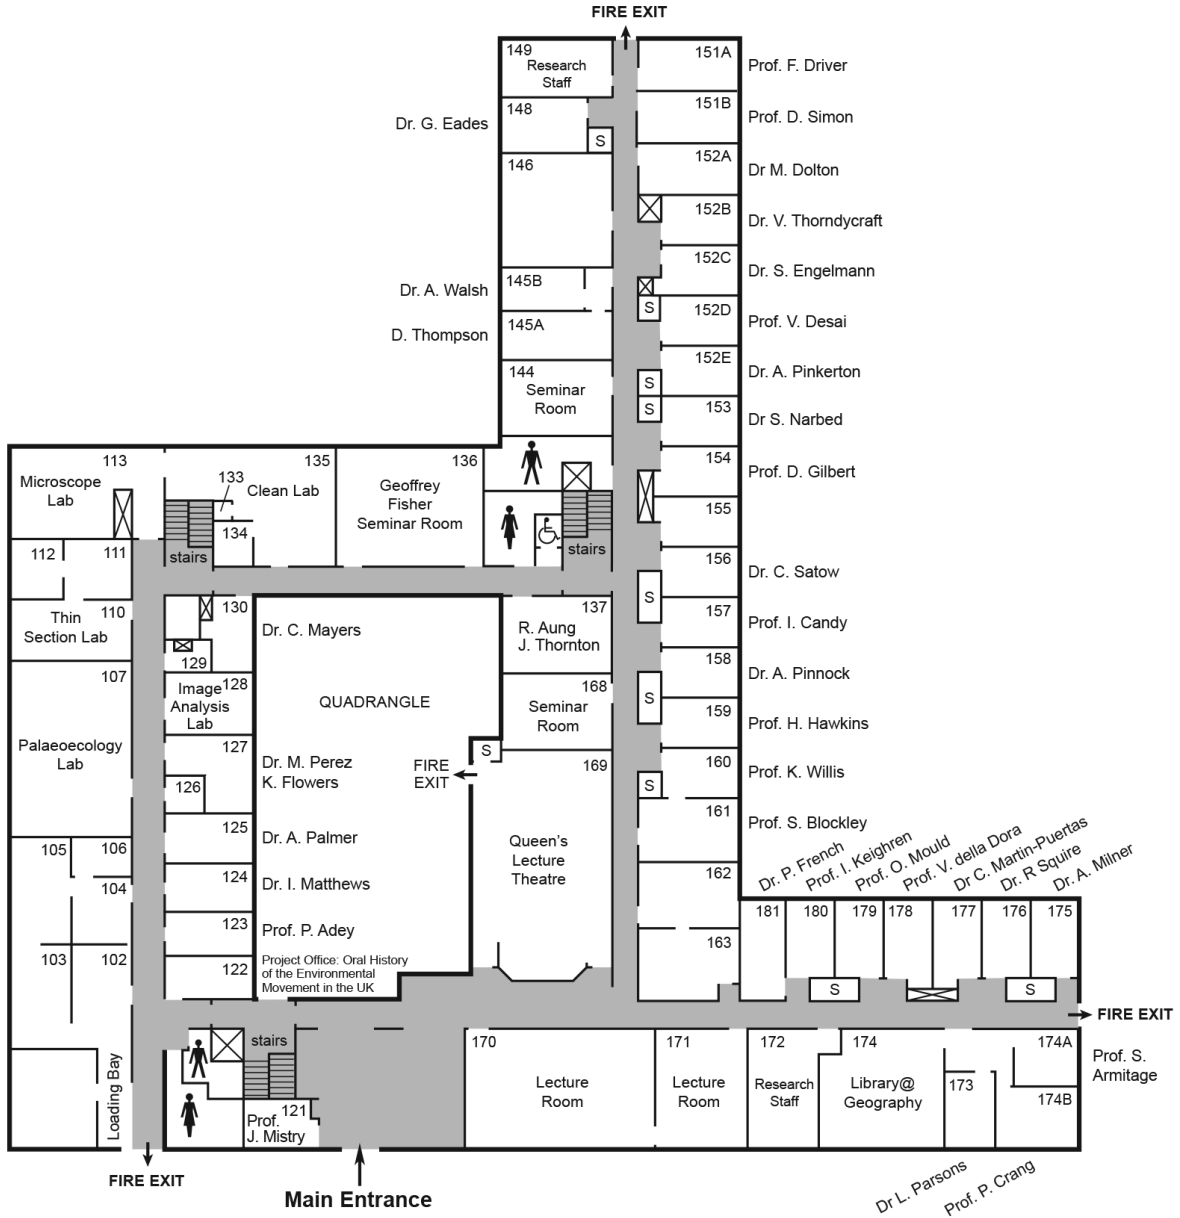 FIRE EXIT
149
Research
Staff
151A
Prof. F. Driver
148
Dr. G. Eades
S
151B
Prof. D. Simon
146
152A
Dr M. Dolton
152B
Dr. V. Thorndycraft
152C
Dr. S. Engelmann
145B
Dr. A. Walsh
S
152D
Prof. V. Desai
145A
D. Thompson
152E
Dr. A. Pinkerton
S
144
Seminar
Room
S
153
Dr S. Narbed
113
Microscope
Lab
133
135
Clean Lab
134
136
Geoffrey
Fisher
Seminar Room
154
Prof. D. Gilbert
155
stairs
stairs
112
111
156
Dr. C. Satow
110
Thin
Section Lab
130
Dr. C. Mayers
137
R. Aung
J. Thornton
S
157
Prof. I. Candy
129
158
Dr. A. Pinnock
107
Palaeoecology
Lab
128
Image
Analysis
Lab
QUADRANGLE
168
Seminar
Room
S
159
Prof. H. Hawkins
127
126
Dr. M. Perez
K. Flowers
FIRE
EXIT
S
169
Queen's
Lecture
Theatre
S
160
Prof. K. Willis
125
Dr. A. Palmer
161
Prof. S. Blockley
105
106
104
124
Dr. I. Matthews
162
Dr. P. French
Prof. I. Keighren
Prof. O. Mould
Prof. V. della Dora
Dr C. Martin-Puertas
Dr. R Squire
Dr. A. Milner
181
180
179
178
177
176
175
123
Prof. P. Adey
103
102
163
122
Project Office: Oral History
of the Environmental
Movement in the UK
S
S
FIRE EXIT
stairs
170
Lecture
Room
171
Lecture
Room
172
Research
Staff
174
Library@
Geography
173
174A
174B
Prof. S.
Armitage
Loading Bay
121
Prof.
J. Mistry
FIRE EXIT
Main Entrance
Dr L. Parsons
Prof. P. Crang